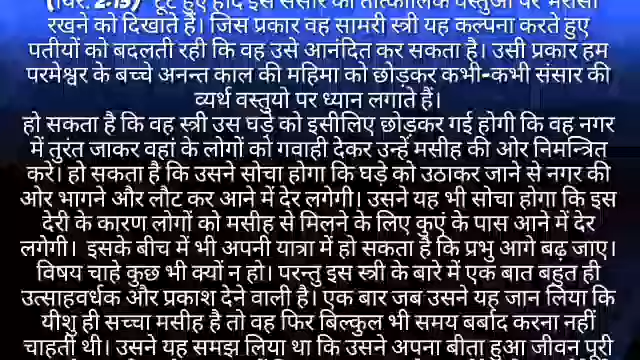 (यिर. 2:13) टूटे हुए हौद इस संसार की तात्कालिक वस्तुओं पर भरोसा
रखने को दिखाते हैं। जिस प्रकार वह सामरी स्त्री यह कल्पना करते हुए
पतीयों को बदलती रही कि वह उसे आनंदित कर सकता है। उसी प्रकार हम
परमेश्वर के बच्चे अनन्त काल की महिमा को छोड़कर कभी-कभी संसार की
व्यर्थ वस्तुयो पर ध्यान लगाते हैं।
हो सकता है कि वह स्त्री उस घड़े को इसीलिए छोड़कर गई होगी कि वह नगर
में तुरंत जाकर वहां के लोगों को गवाही देकर उन्हें मसीह की ओर निमन्त्रित
करे। हो सकता है कि उसने सोचा होगा कि घड़े को उठाकर जाने से नगर की
ओर भागने और लौट कर आने में देर लगेगी। उसने यह भी सोचा होगा कि इस
देरी के कारण लोगों को मसीह से मिलने के लिए कुएं के पास आने में देर
लगेगी। इसके बीच में भी अपनी यात्रा में हो सकता है कि प्रभु आगे बढ़ जाए।
विषय चाहे कुछ भी क्यों न हो। परन्तु इस स्त्री के बारे में एक बात बहुत ही
उत्साहवर्धक और प्रकाश देने वाली है। एक बार जब उसने यह जान लिया कि
यीशु ही सच्चा मसीह है तो वह फिर बिल्कुल भी समय बर्बाद करना नहीं
चाहती थी। उसने यह समझ लिया था कि उसने अपना बीता हुआ जीवन पूरी